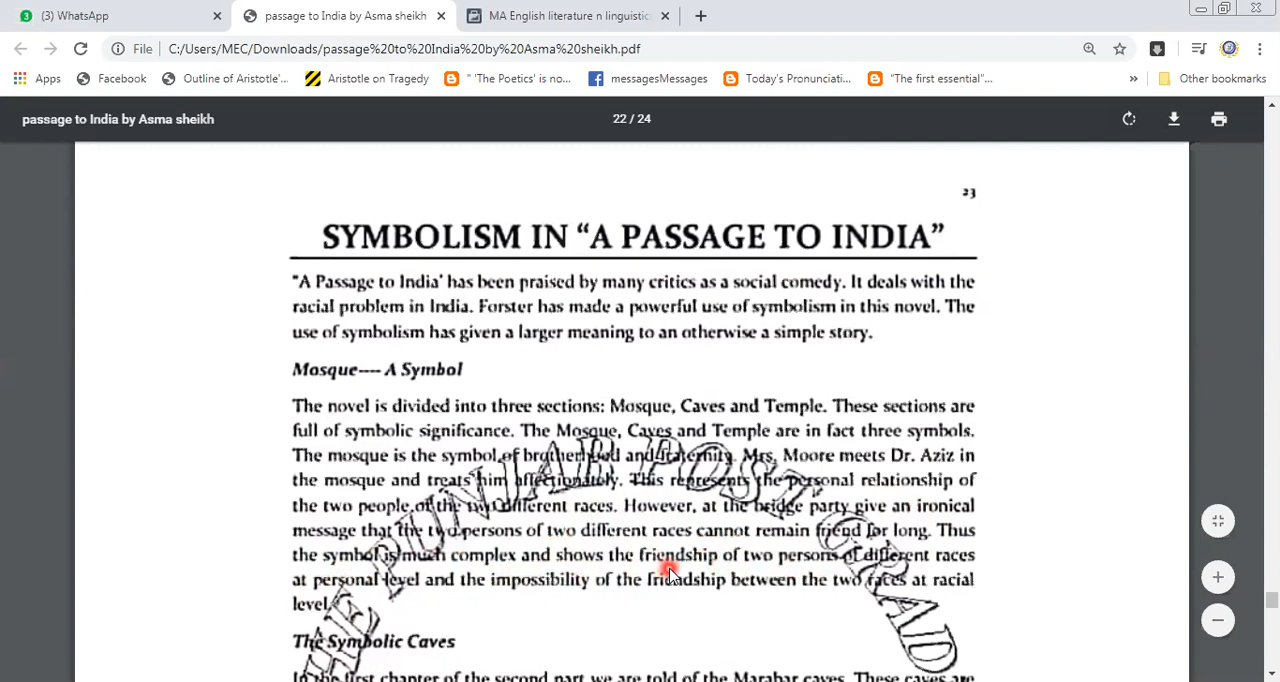 (3) WhatsApp
passage to India by Asma sheikh
MA English literature n linguistic
File
C:/Users/MEC/Downloads/passage%20to%20India%20by%20Asma%20sheikh.pdf
Apps
Facebook
Outline of Aristotle'...
Aristotle on Tragedy
" 'The Poetics' is no...
messagesMessages
Today's Pronunciati...
"The first essential"...
»
Other bookmarks
passage to India by Asma sheikh
22 / 24
23
SYMBOLISM IN “A PASSAGE TO INDIA”
"A Passage to India' has been praised by many critics as a social comedy. It deals with the
racial problem in India. Forster has made a powerful use of symbolism in this novel. The
use of symbolism has given a larger meaning to an otherwise a simple story.
Mosque---- A Symbol
The novel is divided into three sections: Mosque, Caves and Temple. These sections are
full of symbolic significance. The Mosque, Caves and Temple are in fact three symbols.
The mosque is the symbol of brotherhood and fraternity. Mrs. Moore meets Dr. Aziz in
the mosque and treats him affectionately. This represents the personal relationship of
the two people of the two different races. However, at the bridge party give an ironical
message that the two persons of two different races cannot remain friend for long. Thus
the symbol is much complex and shows the friendship of two persons of different races
at personal level and the impossibility of the friendship between the two races at racial
level.
The Symbolic Caves
In the first chapter of the second part we are told of the Marabar caves. These caves are
THE PUNJAB POST GRAD